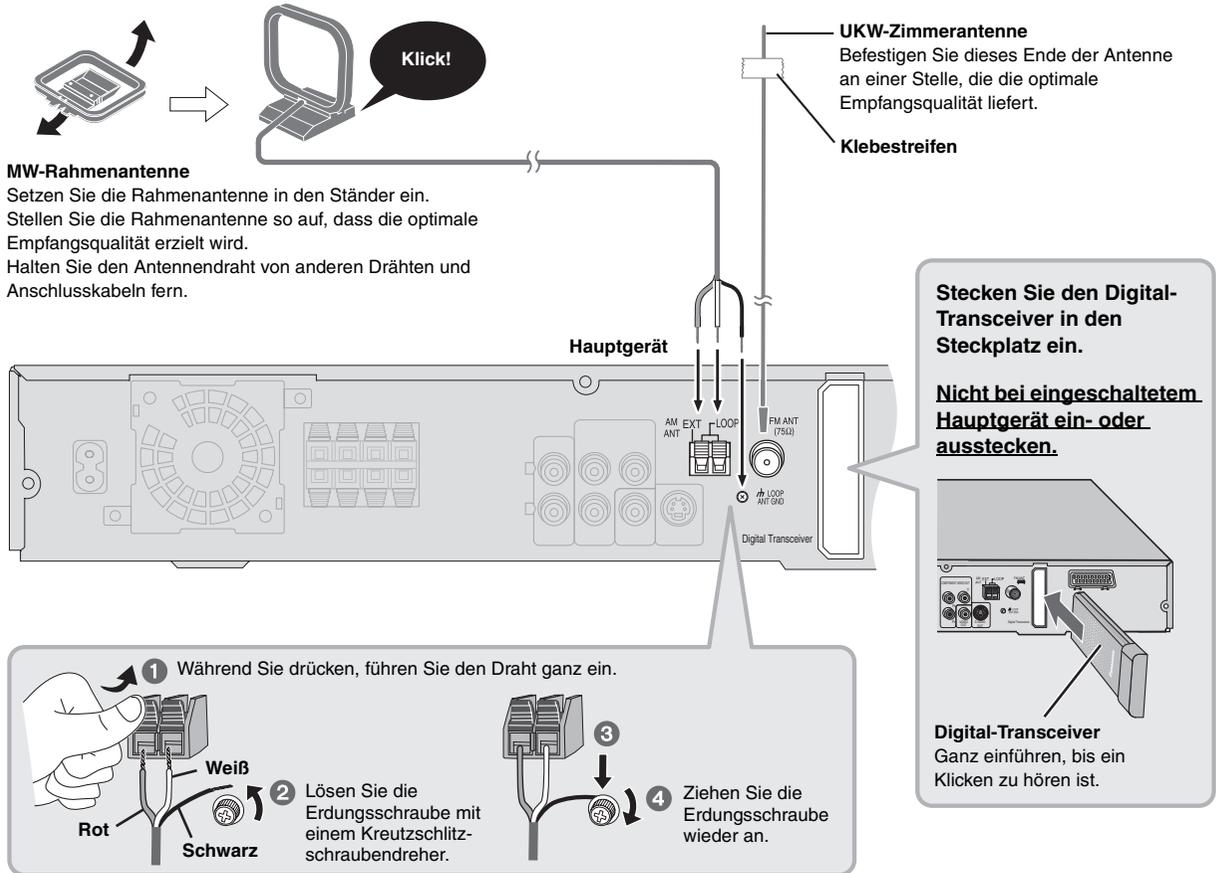 Klick!
UKW-Zimmerantenne
Befestigen Sie dieses Ende der Antenne
an einer Stelle, die die optimale
Empfangsqualität liefert.
Klebestreifen
MW-Rahmenantenne
Setzen Sie die Rahmenantenne in den Ständer ein.
Stellen Sie die Rahmenantenne so auf, dass die optimale
Empfangsqualität erzielt wird.
Halten Sie den Antennendraht von anderen Drähten und
Anschlusskabeln fern.
Hauptgerät
AM
ANT
EXT
LOOP
FM ANT
(75Ω)
LOOP
ANT GND
Digital Transceiver
Stecken Sie den Digital-
Transceiver in den
Steckplatz ein.
Nicht bei eingeschaltetem
Hauptgerät ein- oder
ausstecken.
Digital-Transceiver
Ganz einführen, bis ein
Klicken zu hören ist.
1 Während Sie drücken, führen Sie den Draht ganz ein.
Weiß
Rot
Schwarz
2 Lösen Sie die
Erdungsschraube mit
einem Kreutzschlitz-
schraubendreher.
3
4 Ziehen Sie die
Erdungsschraube
wieder an.